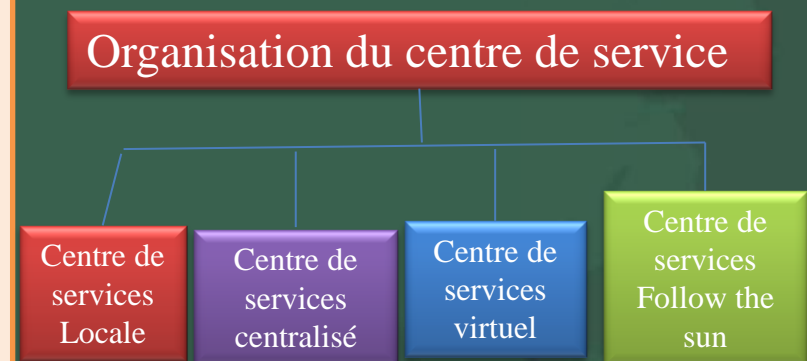 Organisation du centre de service
Centre de
services
Locale
Centre de
services
centralisé
Centre de
services
virtuel
Centre de
services
Follow the
sun